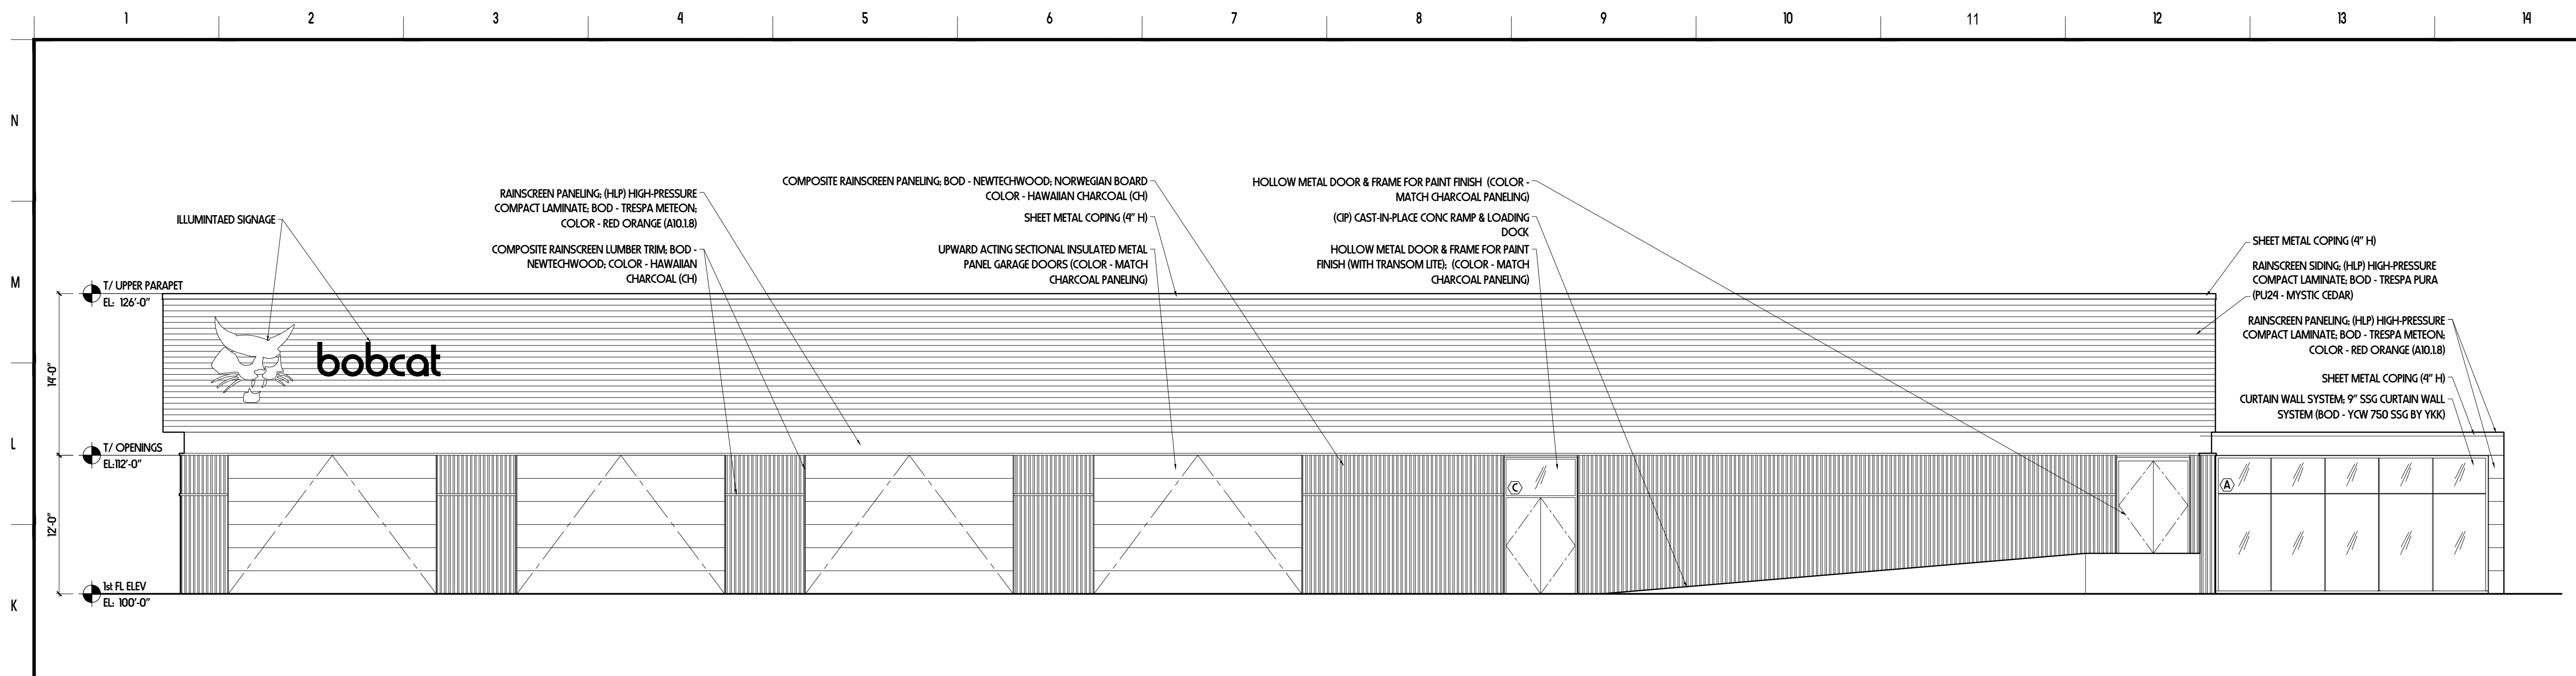 1 2 3 4 5 6 7 8 9 10 11 12 13 14
N
M
L
K
ILLUMINTAED SIGNAGE
RAINSCREEN PANELING; (HLP) HIGH-PRESSURE
COMPACT LAMINATE; BOD - TRESPA METEON;
COLOR - RED ORANGE (A10.1.8)
COMPOSITE RAINSCREEN LUMBER TRIM; BOD -
NEWTECHWOOD; COLOR - HAWAIIAN
CHARCOAL (CH)
COMPOSITE RAINSCREEN PANELING; BOD - NEWTECHWOOD; NORWEGIAN BOARD
COLOR - HAWAIIAN CHARCOAL (CH)
SHEET METAL COPING (4" H)
UPWARD ACTING SECTIONAL INSULATED METAL
PANEL GARAGE DOORS (COLOR - MATCH
CHARCOAL PANELING)
HOLLOW METAL DOOR & FRAME FOR PAINT FINISH (COLOR -
MATCH CHARCOAL PANELING)
(CIP) CAST-IN-PLACE CONC RAMP & LOADING
DOCK
HOLLOW METAL DOOR & FRAME FOR PAINT
FINISH (WITH TRANSOM LITE); (COLOR - MATCH
CHARCOAL PANELING)
SHEET METAL COPING (4" H)
RAINSCREEN SIDING; (HLP) HIGH-PRESSURE
COMPACT LAMINATE; BOD - TRESPA PURA
(PU24 - MYSTIC CEDAR)
RAINSCREEN PANELING; (HLP) HIGH-PRESSURE
COMPACT LAMINATE; BOD - TRESPA METEON;
COLOR - RED ORANGE (A10.1.8)
SHEET METAL COPING (4" H)
CURTAIN WALL SYSTEM; 9" SSG CURTAIN WALL
SYSTEM (BOD - YCW 750 SSG BY YKK)
T/ UPPER PARAPET
EL: 126'-0"
14'-0"
bobcat
T/ OPENINGS
EL:112'-0"
12'-0"
C
A
1st FL ELEV
EL: 100'-0"